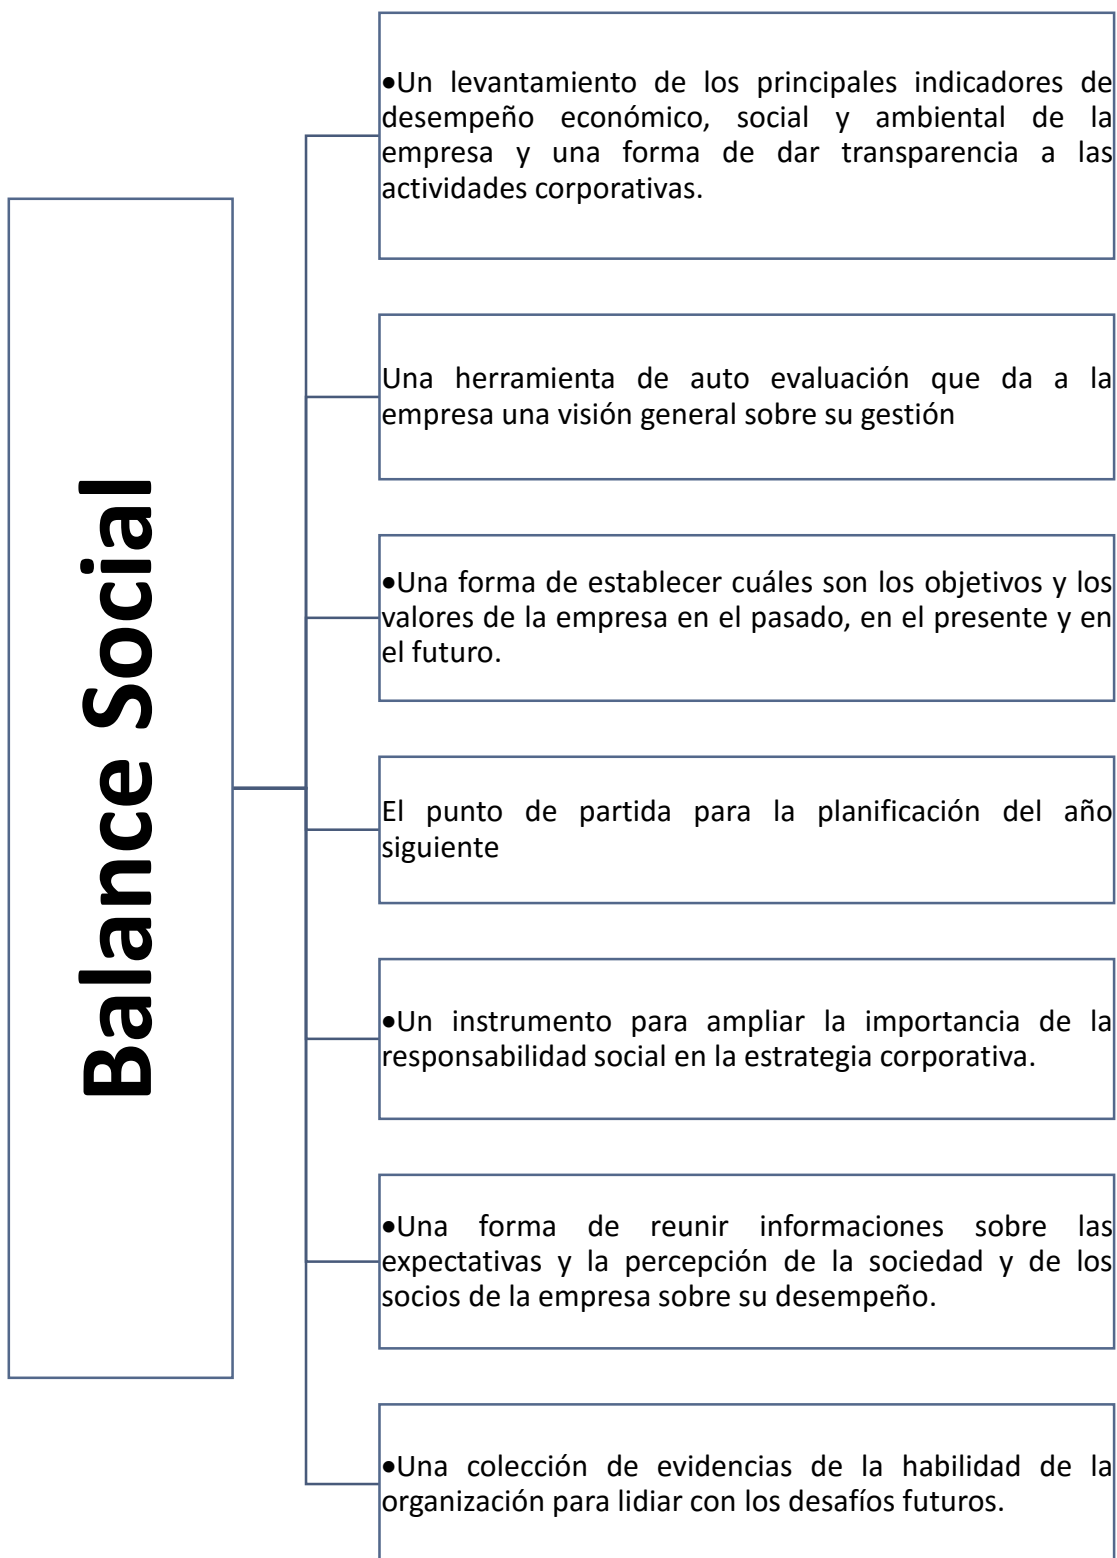 Balance Social
•Un levantamiento de los principales indicadores de
desempeño económico, social y ambiental de la
empresa y una forma de dar transparencia a las
actividades corporativas.
Una herramienta de auto evaluación que da a la
empresa una visión general sobre su gestión
•Una forma de establecer cuáles son los objetivos y los
valores de la empresa en el pasado, en el presente y en
el futuro.
El punto de partida para la planificación del año
siguiente
•Un instrumento para ampliar la importancia de la
responsabilidad social en la estrategia corporativa.
•Una forma de reunir informaciones sobre las
expectativas y la percepción de la sociedad y de los
socios de la empresa sobre su desempeño.
•Una colección de evidencias de la habilidad de la
organización para lidiar con los desafíos futuros.